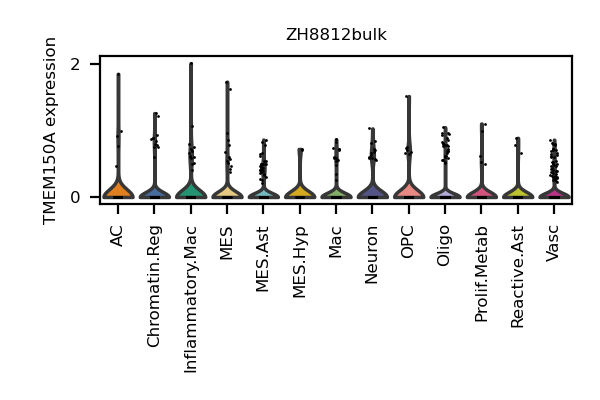 ZH8812bulk
TMEM150A expression
2
0
AC
Chromatin.Reg
Inflammatory.Mac
MES
MES.Ast
MES.Hyp
Mac
Neuron
OPC
Oligo
Prolif.Metab
Reactive.Ast
Vasc